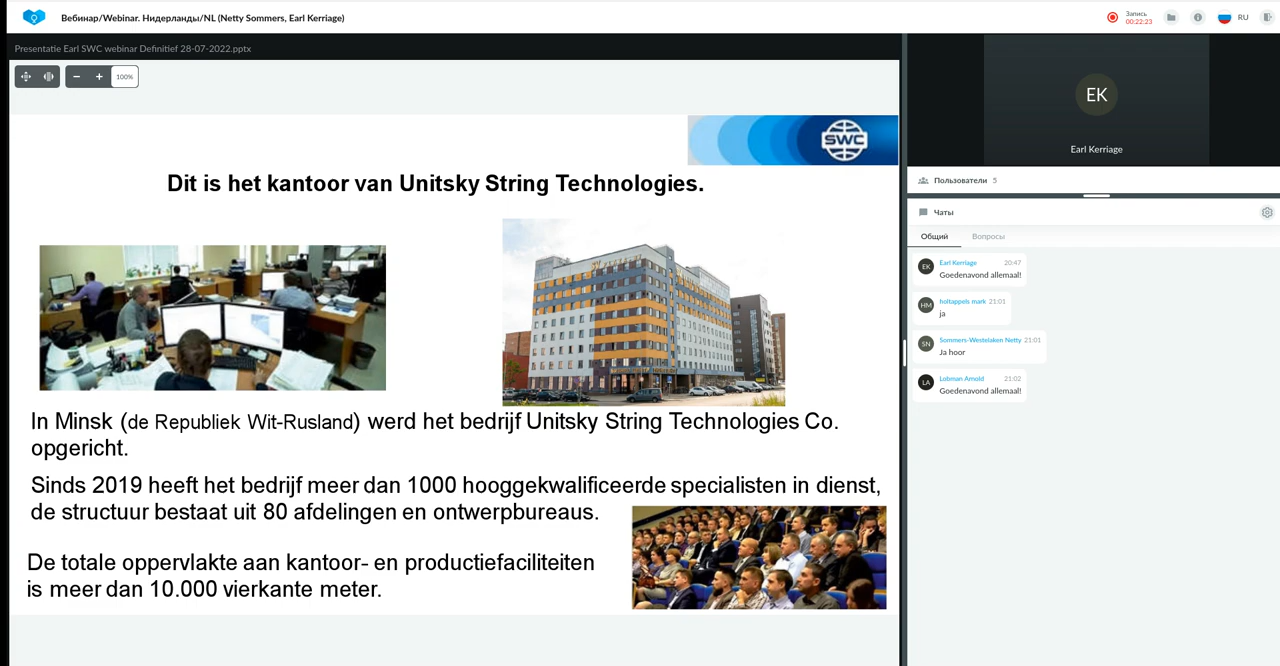 Вебинар/Webinar. Нидерланды/NL (Netty Sommers, Earl Kerriage)
Запись
00:22:23
RU
Presentatie Earl SWC webinar Definitief 28-07-2022.pptx
100%
SWC
Dit is het kantoor van Unitsky String Technologies.
In Minsk (de Republiek Wit-Rusland) werd het bedrijf Unitsky String Technologies Co.
opgericht.
Sinds 2019 heeft het bedrijf meer dan 1000 hooggekwalificeerde specialisten in dienst,
de structuur bestaat uit 80 afdelingen en ontwerpbureaus.
De totale oppervlakte aan kantoor- en productiefaciliteiten
is meer dan 10.000 vierkante meter.
EK
Earl Kerriage
Пользователи 5
Чаты
Общий Вопросы
EK Earl Kerriage 20:47
Goedenavond allemaal!
HM holtappels mark 21:01
ja
SN Sommers-Westelaken Netty 21:01
Ja hoor
LA Lobman Arnold 21:02
Goedenavond allemaal!